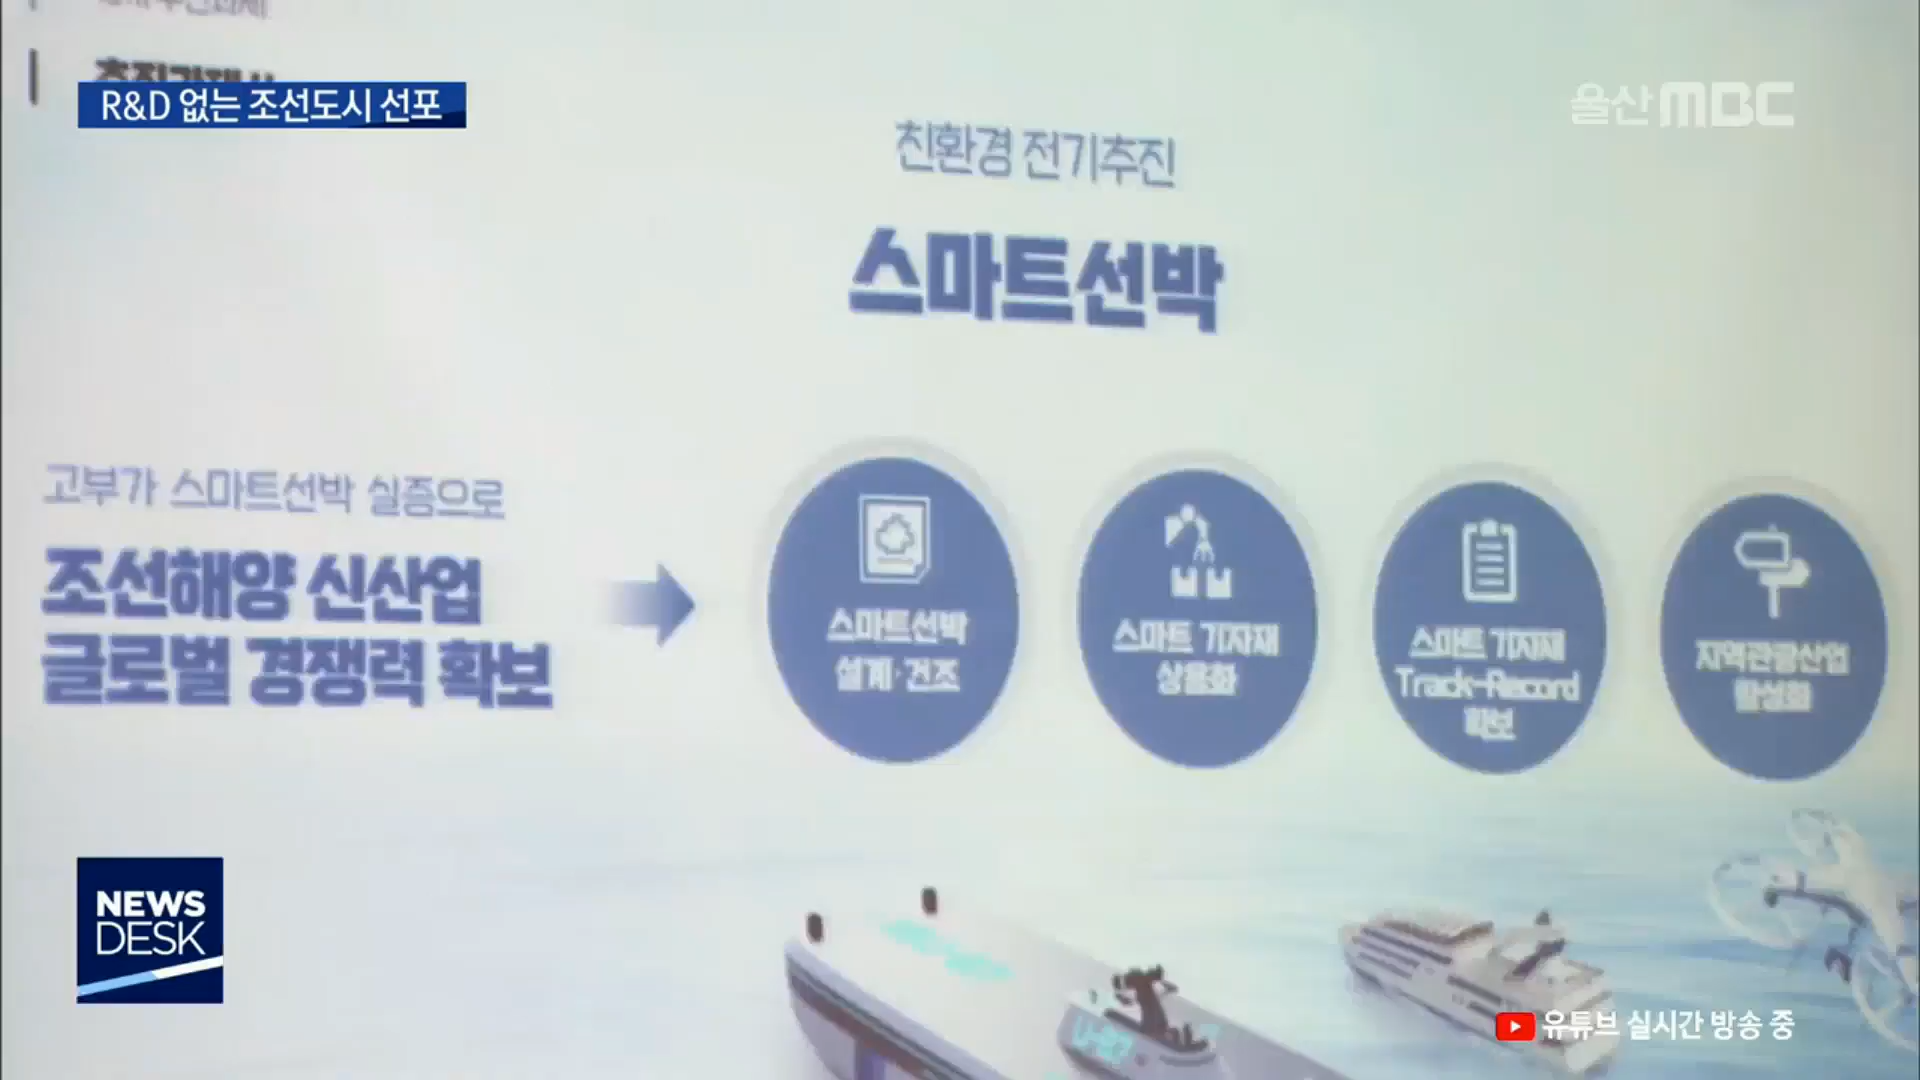 R&D 없는 조선도시 선포
울산MBC
친환경 전기추진
스마트선박
고부가 스마트선박 실증으로
조선해양 신산업
글로벌 경쟁력 확보
스마트선박
설계·건조
스마트 기자재
상용화
스마트 기자재
Track-Record
확보
지역관광산업
활성화
NEWS
DESK
유튜브 실시간 방송 중